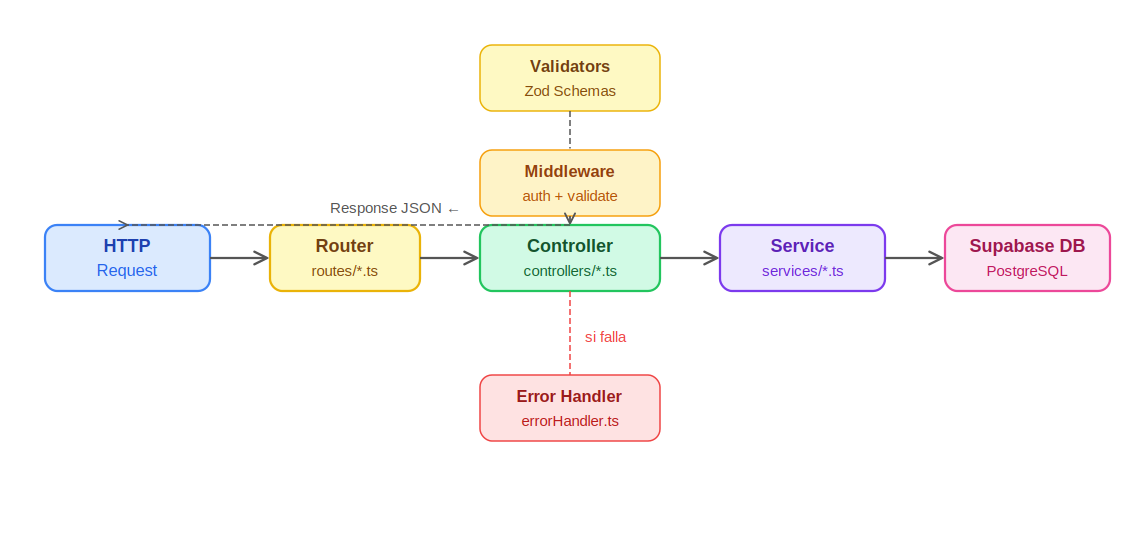 Validators
Zod Schemas
Middleware
auth + validate
Response JSON ←
HTTP
Request
Router
routes/*.ts
Controller
controllers/*.ts
Service
services/*.ts
Supabase DB
PostgreSQL
si falla
Error Handler
errorHandler.ts